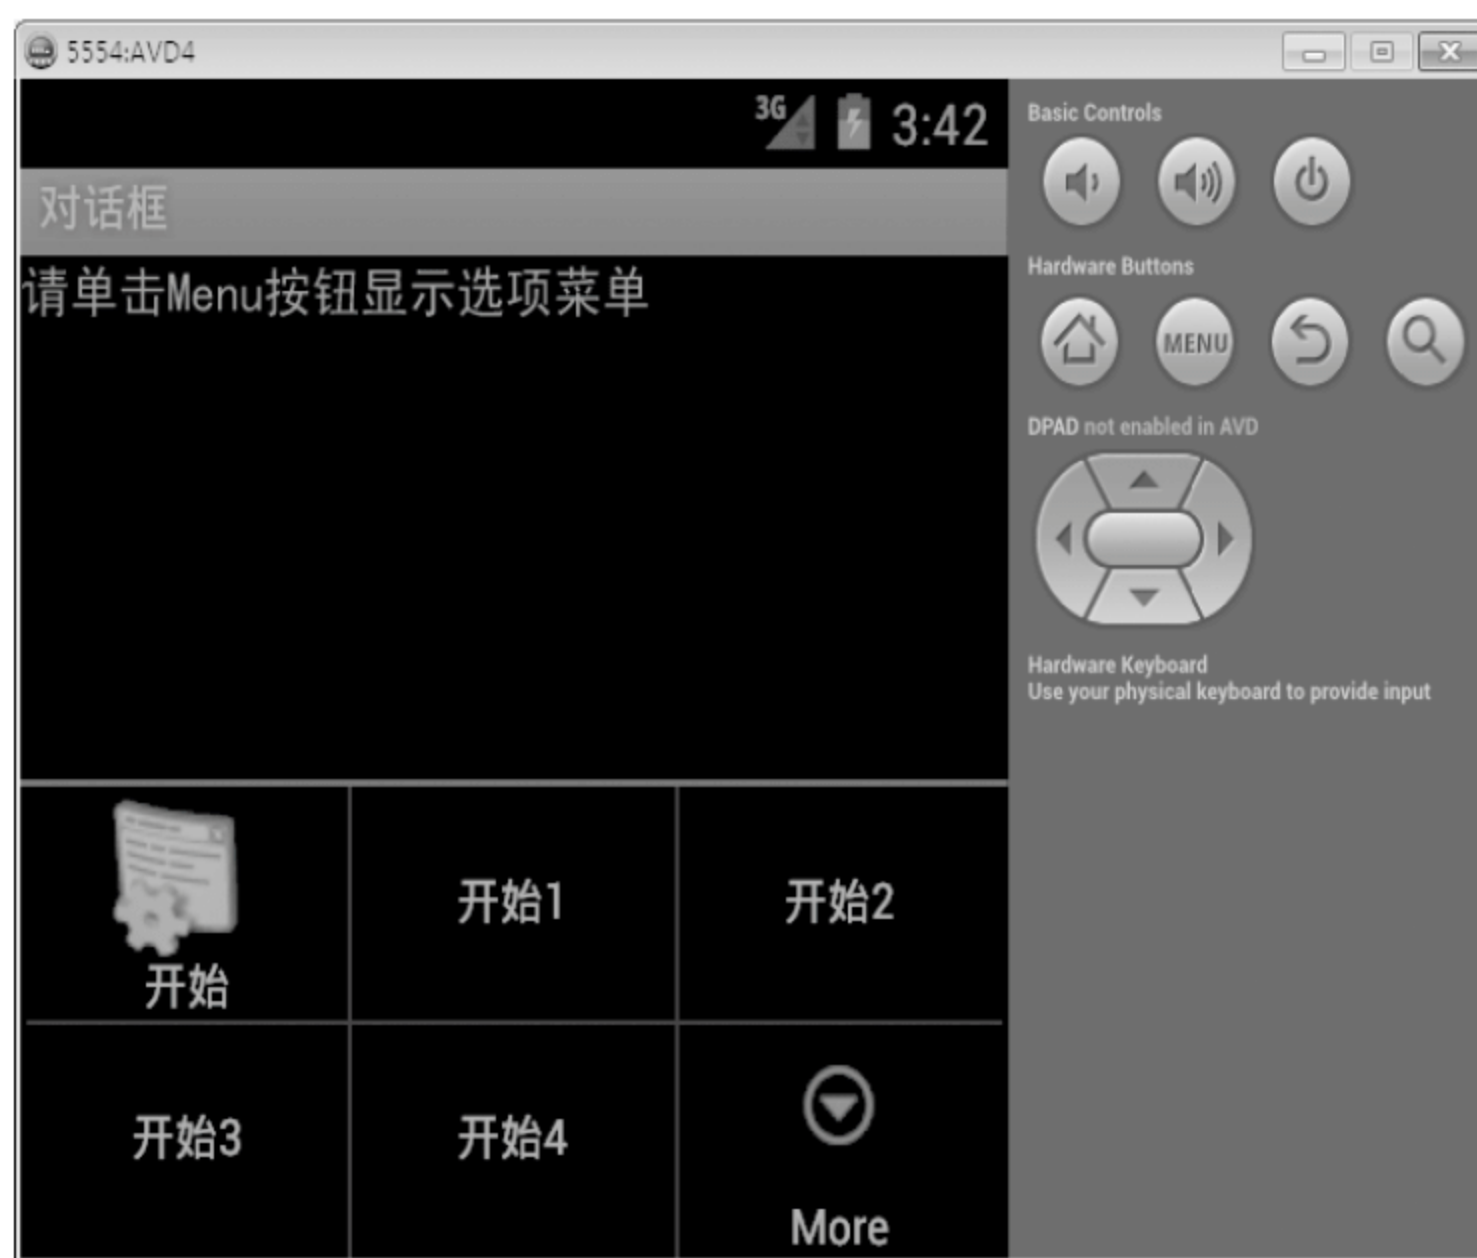 5554:AVD4
3G 3:42
对话框
请单击Menu按钮显示选项菜单
开始
开始1
开始2
开始3
开始4
More
Basic Controls
Hardware Buttons
MENU
DPAD not enabled in AVD
Hardware Keyboard
Use your physical keyboard to provide input